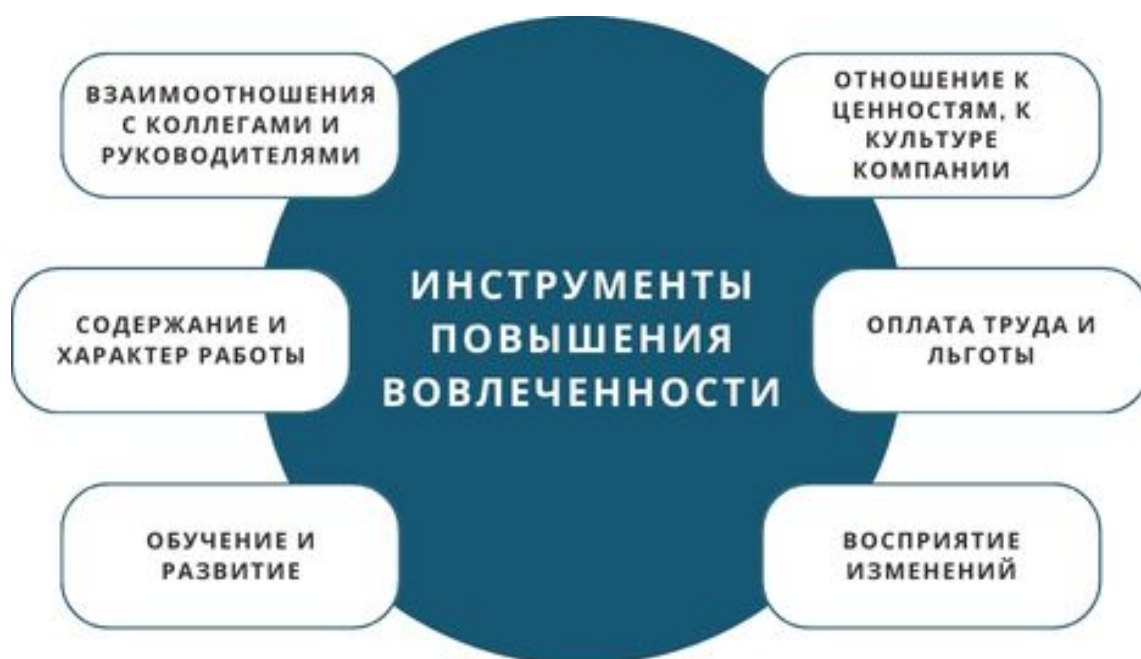 ВЗАИМООТНОШЕНИЯ
С КОЛЛЕГАМИ И
РУКОВОДИТЕЛЯМИ
ОТНОШЕНИЕ К
ЦЕННОСТЯМ, К
КУЛЬТУРЕ
КОМПАНИИ
ИНСТРУМЕНТЫ
ПОВЫШЕНИЯ
ВОВЛЕЧЕННОСТИ
СОДЕРЖАНИЕ И
ХАРАКТЕР РАБОТЫ
ОПЛАТА ТРУДА И
ЛЬГОТЫ
ОБУЧЕНИЕ И
РАЗВИТИЕ
ВОСПРИЯТИЕ
ИЗМЕНЕНИЙ